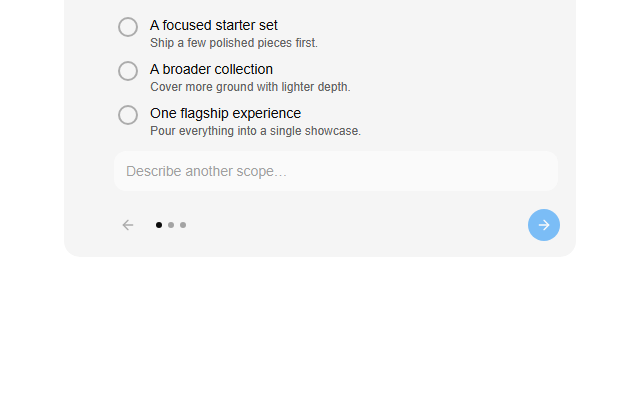 A focused starter set
Ship a few polished pieces first.
A broader collection
Cover more ground with lighter depth.
One flagship experience
Pour everything into a single showcase.
Describe another scope...